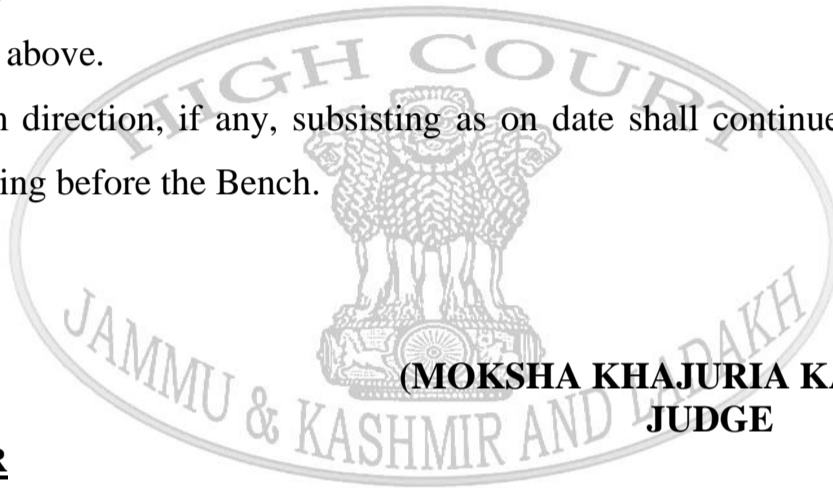 above.
n direction, if any, subsisting as on date shall continue
ing before the Bench.
(MOKSHA KHAJURIA KA
JUDGE
R
HIGH COURT
JAMMU & KASHMIR AND LADAKH